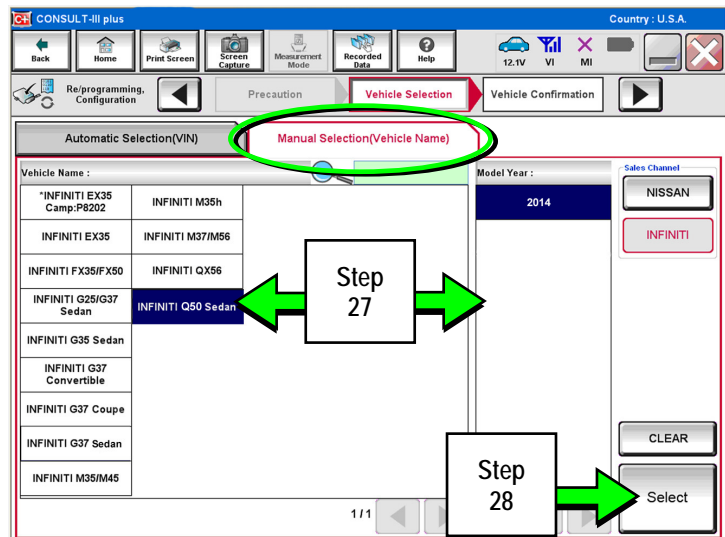 CONSULT-III plus
Country : U.S.A.
Back
Home
Print Screen
Screen
Capture
Measurement
Mode
Recorded
Data
Help
12.1V
VI
MI
Re/programming,
Configuration
Precaution
Vehicle Selection
Vehicle Confirmation
Automatic Selection(VIN)
Manual Selection(Vehicle Name)
Vehicle Name :
Model Year :
Sales Channel
*INFINITI EX35
Camp:P8202
INFINITI M35h
2014
NISSAN
INFINITI EX35
INFINITI M37/M56
INFINITI
INFINITI FX35/FX50
INFINITI QX56
INFINITI G25/G37
Sedan
INFINITI Q50 Sedan
Step
27
INFINITI G35 Sedan
INFINITI G37
Convertible
INFINITI G37 Coupe
INFINITI G37 Sedan
CLEAR
INFINITI M35/M45
Step
28
Select
1/1